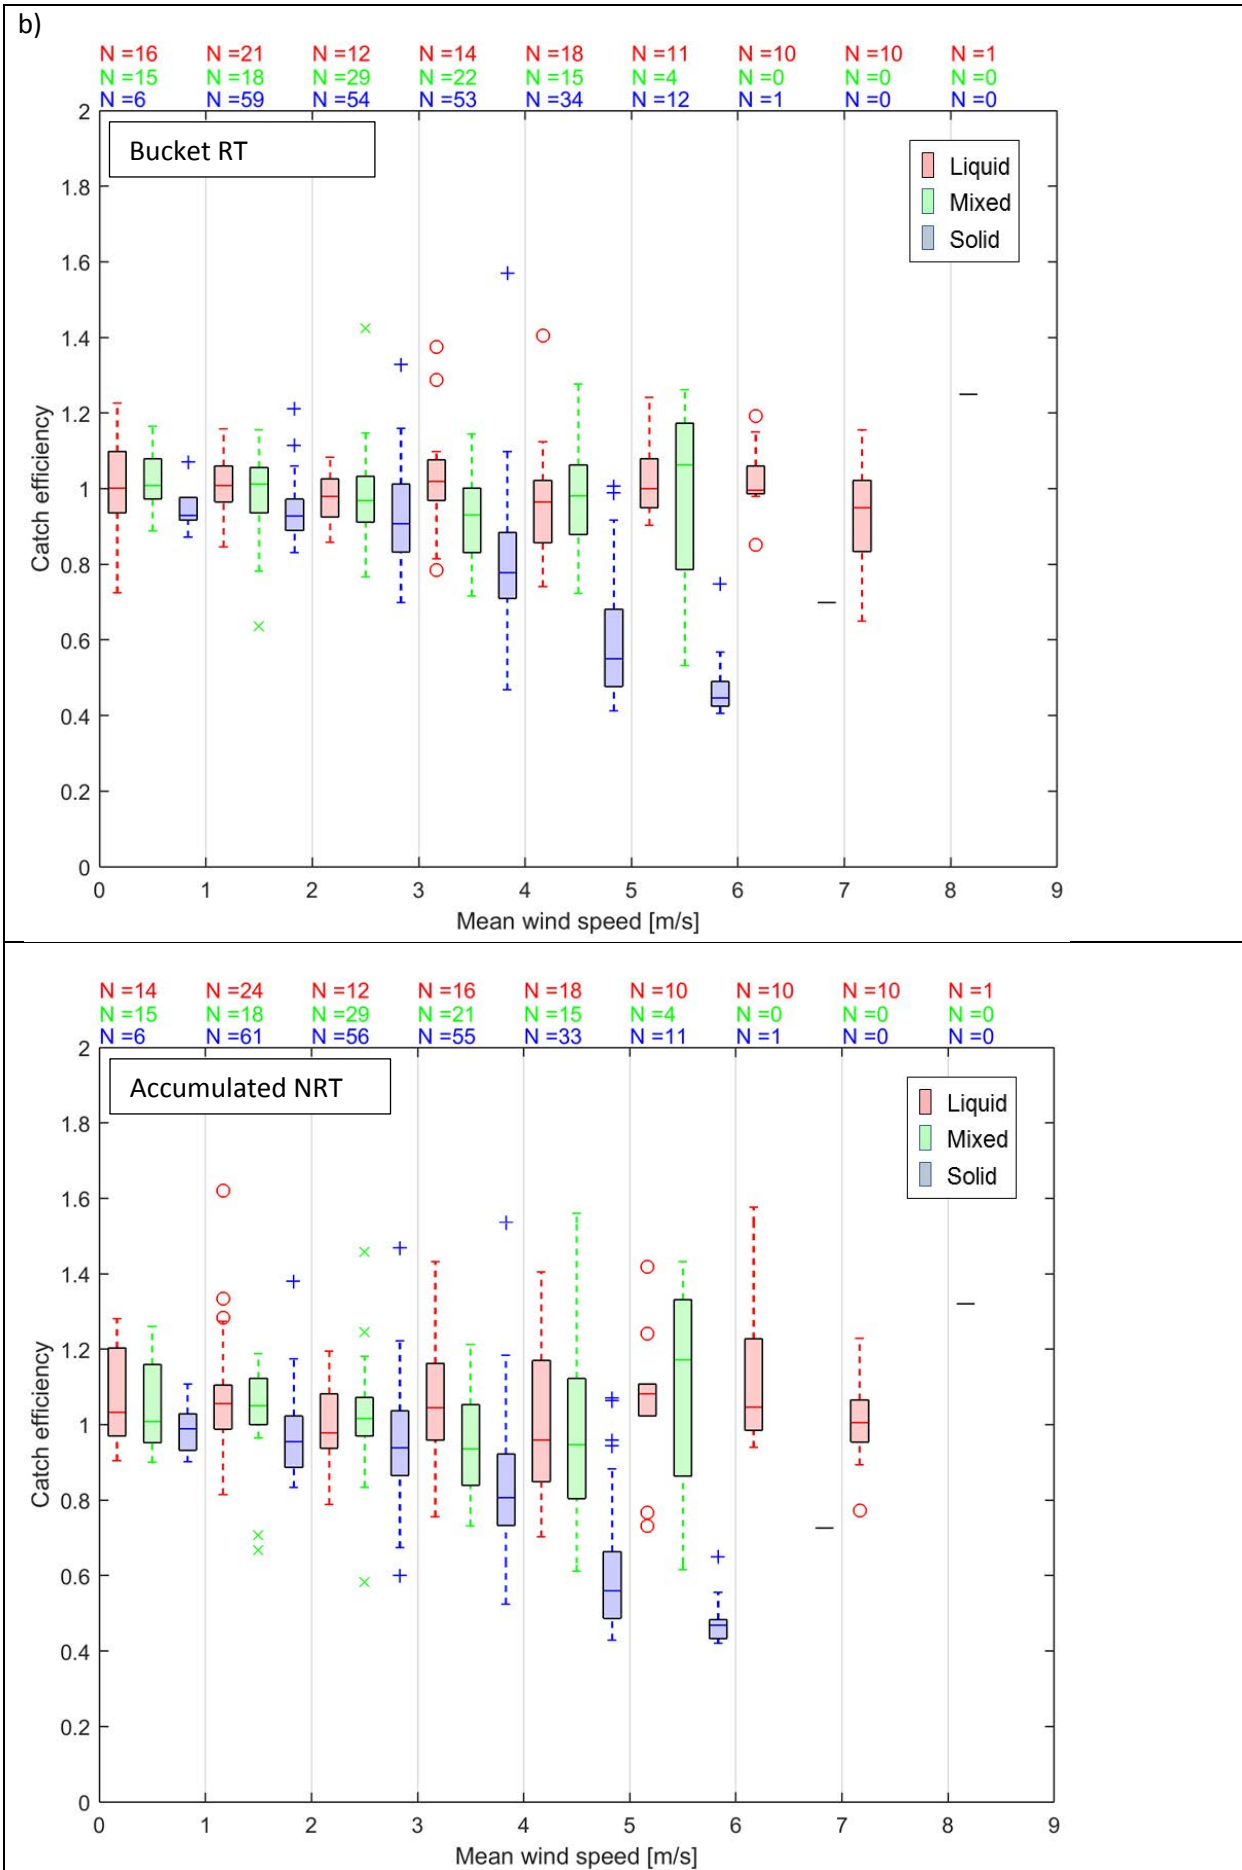 b)
N =16 N =21 N =12 N =14 N =18 N =11 N =10 N =10 N =1
N =15 N =18 N =29 N =22 N =15 N =4 N =0 N =0 N =0
N =6 N =59 N =54 N =53 N =34 N =12 N =1 N =0 N =0
2
Bucket RT
Liquid
1.8
Mixed
Solid
1.6
1.4
1.2
1
0.8
0.6
0.4
0.2
0
Catch efficiency
0 1 2 3 4 5 6 7 8 9
Mean wind speed [m/s]
N =14 N =24 N =12 N =16 N =18 N =10 N =10 N =10 N =1
N =15 N =18 N =29 N =21 N =15 N =4 N =0 N =0 N =0
N =6 N =61 N =56 N =55 N =33 N =11 N =1 N =0 N =0
2
Accumulated NRT
Liquid
1.8
Mixed
Solid
1.6
1.4
1.2
1
0.8
0.6
0.4
0.2
0
Catch efficiency
0 1 2 3 4 5 6 7 8 9
Mean wind speed [m/s]